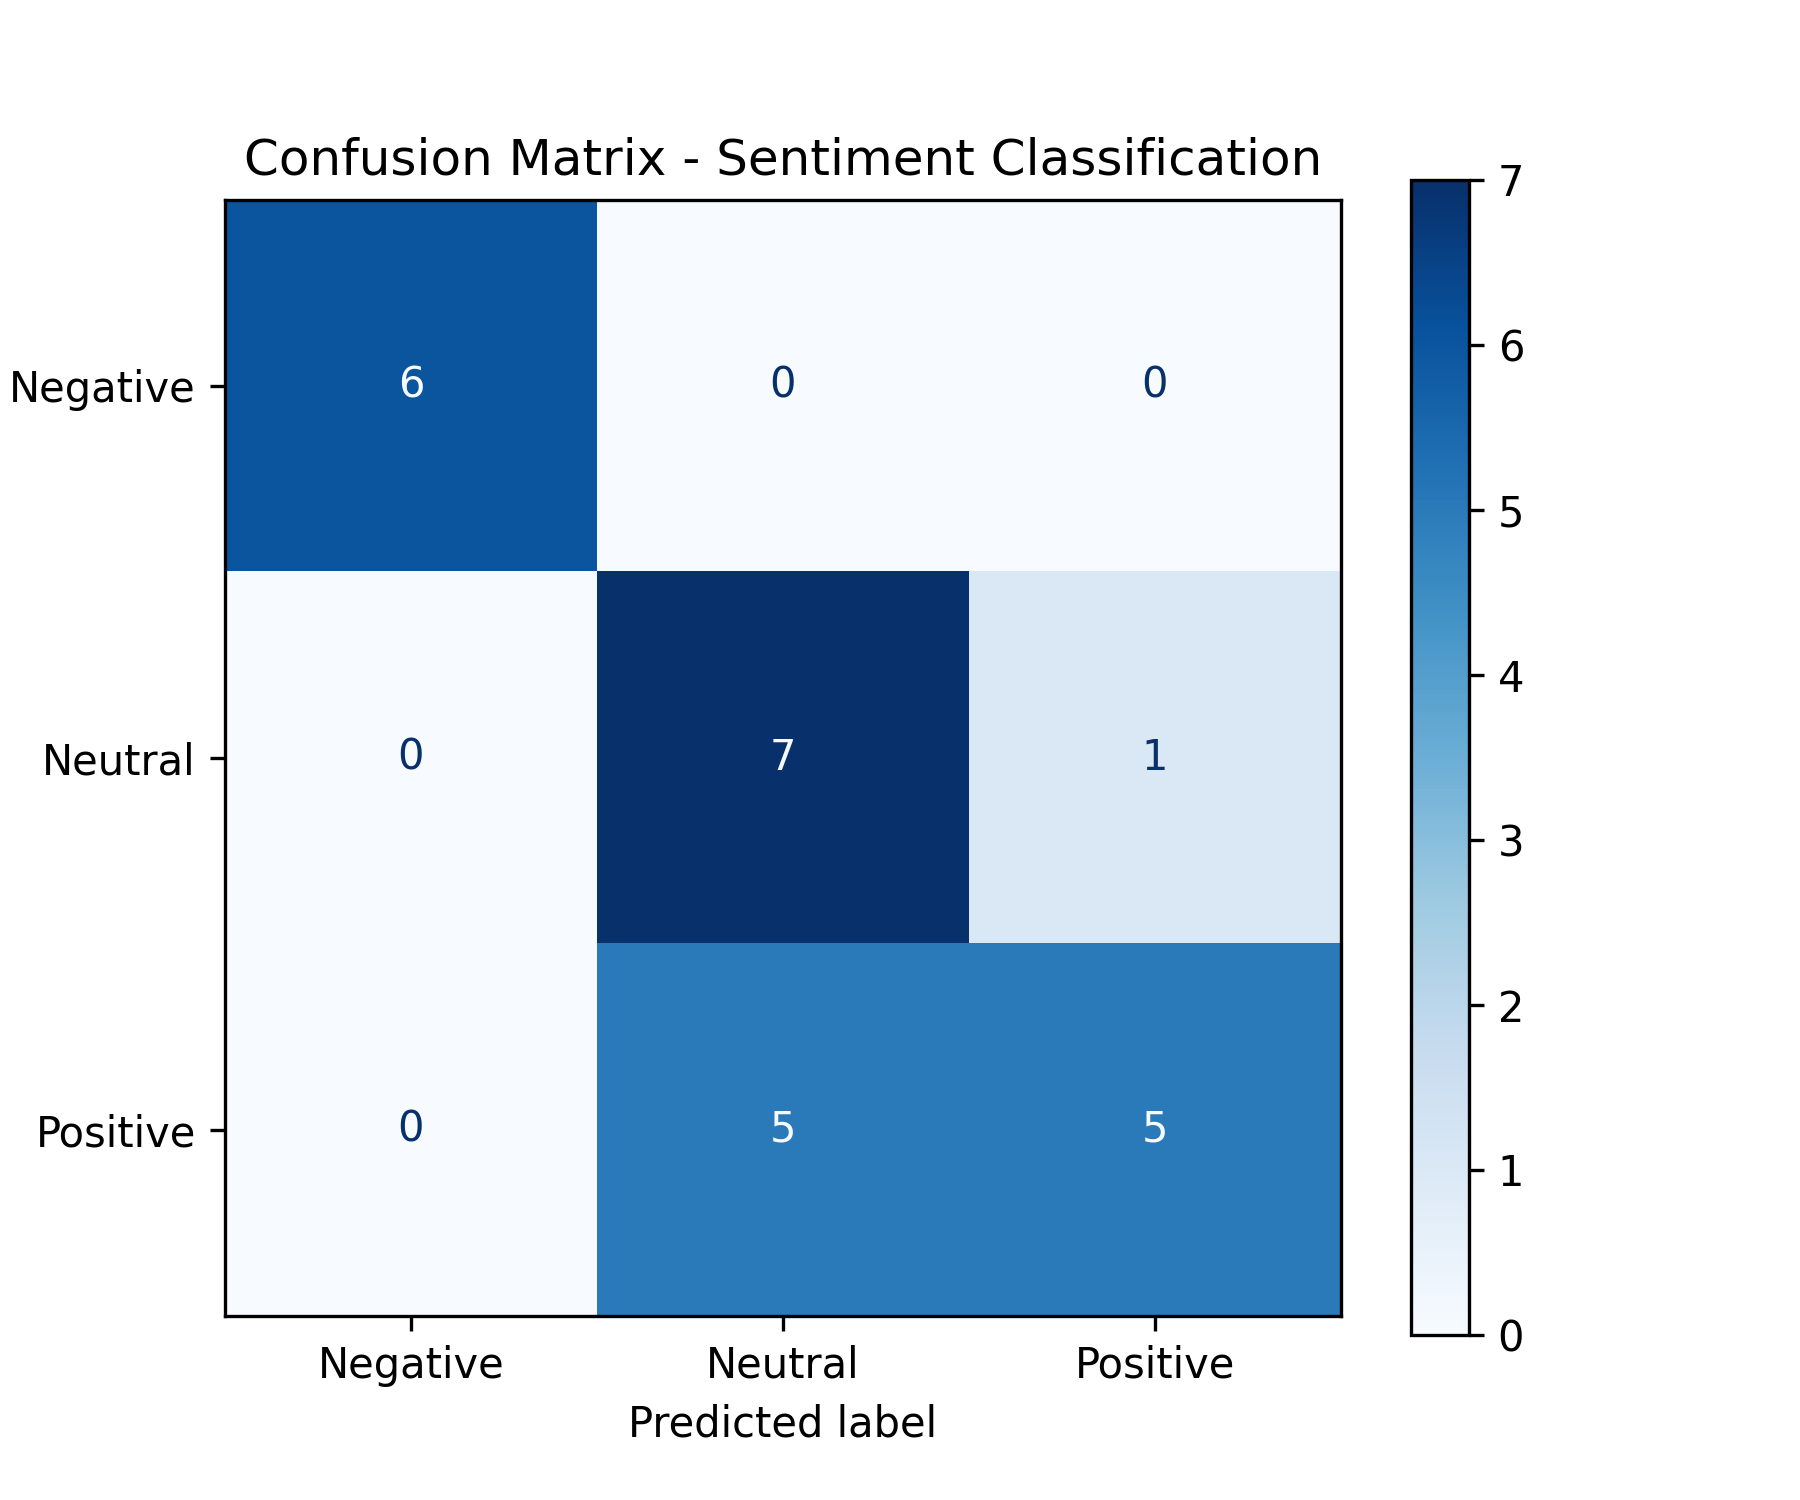 Confusion Matrix - Sentiment Classification
Negative 6 0 0
Neutral 0 7 1
Positive 0 5 5
Negative Neutral Positive
Predicted label
7
6
5
4
3
2
1
0